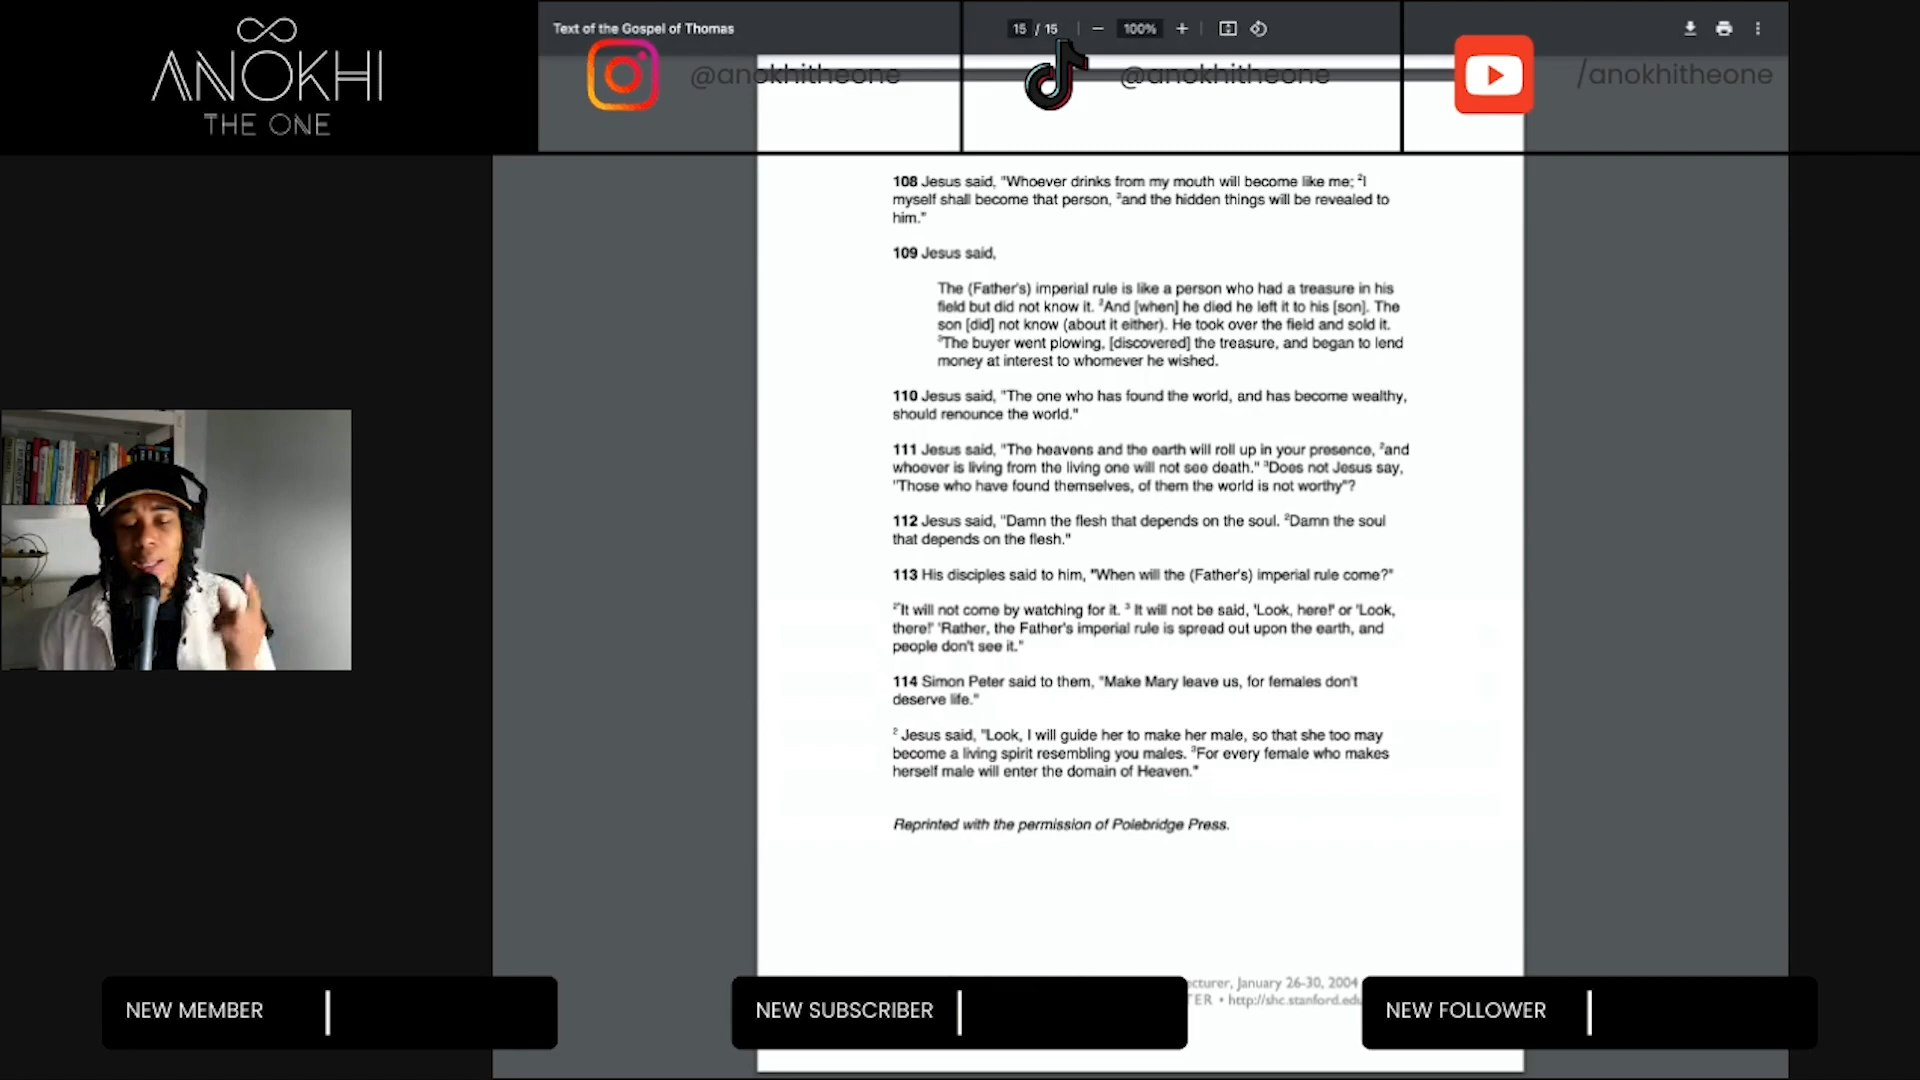 ANOKHI
THE ONE
Text of the Gospel of Thomas
15 / 15
100%
@anokhitheone
@anokhitheone
/anokhitheone
108 Jesus said, "Whoever drinks from my mouth will become like me; ²I
myself shall become that person, ³and the hidden things will be revealed to
him."
109 Jesus said,
The (Father's) imperial rule is like a person who had a treasure in his
field but did not know it. ²And [when] he died he left it to his [son]. The
son [did] not know (about it either). He took over the field and sold it.
³The buyer went plowing, [discovered] the treasure, and began to lend
money at interest to whomever he wished.
110 Jesus said, "The one who has found the world, and has become wealthy,
should renounce the world."
111 Jesus said, "The heavens and the earth will roll up in your presence, ²and
whoever is living from the living one will not see death." ³Does not Jesus say,
"Those who have found themselves, of them the world is not worthy"?
112 Jesus said, "Damn the flesh that depends on the soul. ²Damn the soul
that depends on the flesh."
113 His disciples said to him, "When will the (Father's) imperial rule come?"
²"It will not come by watching for it. ³ It will not be said, 'Look, here!' or 'Look,
there!' ⁴Rather, the Father's imperial rule is spread out upon the earth, and
people don't see it."
114 Simon Peter said to them, "Make Mary leave us, for females don't
deserve life."
² Jesus said, "Look, I will guide her to make her male, so that she too may
become a living spirit resembling you males. ³For every female who makes
herself male will enter the domain of Heaven."
Reprinted with the permission of Polebridge Press.
ecturer, January 26-30, 2004
TER • http://shc.stanford.edu
NEW MEMBER
NEW SUBSCRIBER
NEW FOLLOWER